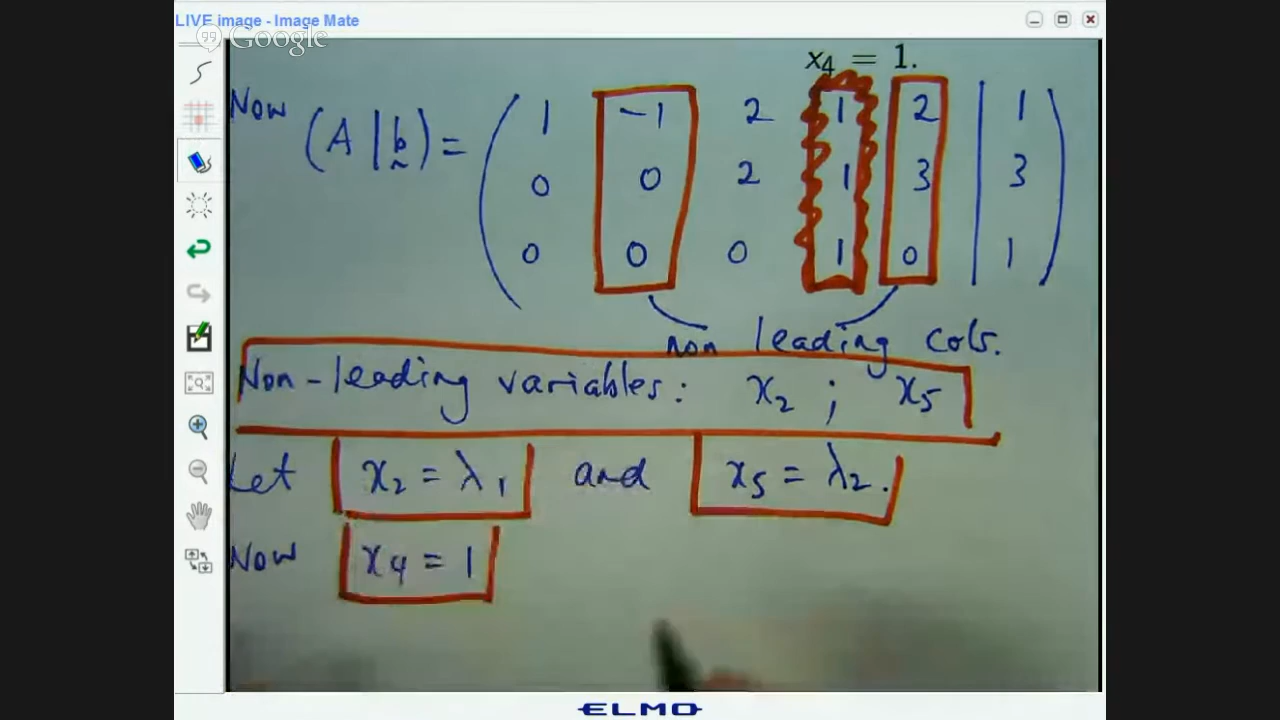 LIVE image - Image Mate
Google
x₄ = 1.
Now (A | b) = ( 1 -1 2 1 2 | 1 )
0 0 2 1 3 | 3
0 0 0 1 0 | 1
non leading cols.
Non-leading variables: x₂ ; x₅
Let x₂ = λ₁ and x₅ = λ₂.
Now x₄ = 1
ELMO